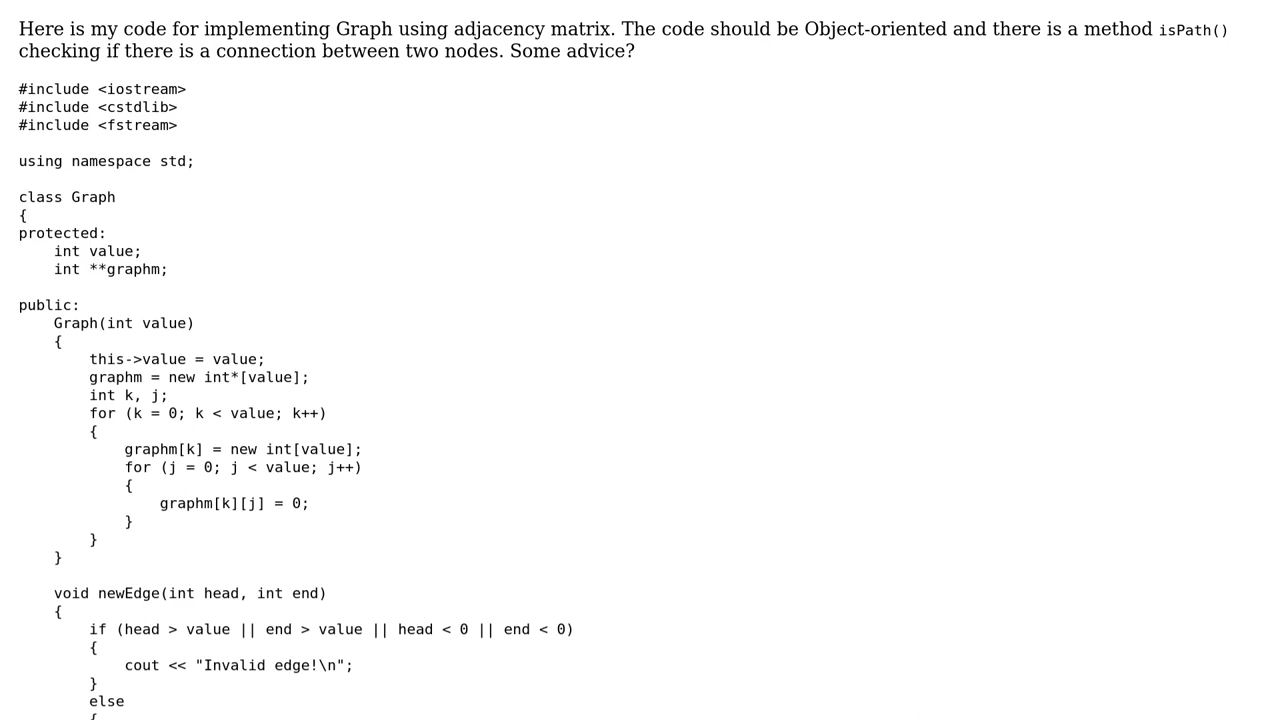 Here is my code for implementing Graph using adjacency matrix. The code should be Object-oriented and there is a method isPath()
checking if there is a connection between two nodes. Some advice?
#include <iostream>
#include <cstdlib>
#include <fstream>
using namespace std;
class Graph
{
protected:
    int value;
    int **graphm;
public:
    Graph(int value)
    {
        this->value = value;
        graphm = new int*[value];
        int k, j;
        for (k = 0; k < value; k++)
        {
            graphm[k] = new int[value];
            for (j = 0; j < value; j++)
            {
                graphm[k][j] = 0;
            }
        }
    }
    void newEdge(int head, int end)
    {
        if (head > value || end > value || head < 0 || end < 0)
        {
            cout << "Invalid edge!\n";
        }
        else
        {